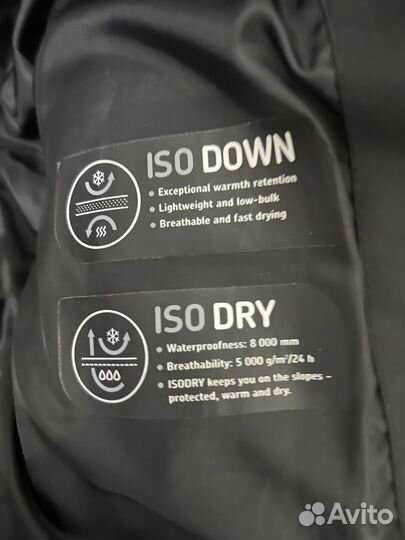 ISO DOWN
• Exceptional warmth retention
• Lightweight and low-bulk
• Breathable and fast drying
ISO DRY
• Waterproofness: 8 000 mm
• Breathability: 5 000 g/m²/24 h
• ISODRY keeps you on the slopes –
protected, warm and dry.
Avito